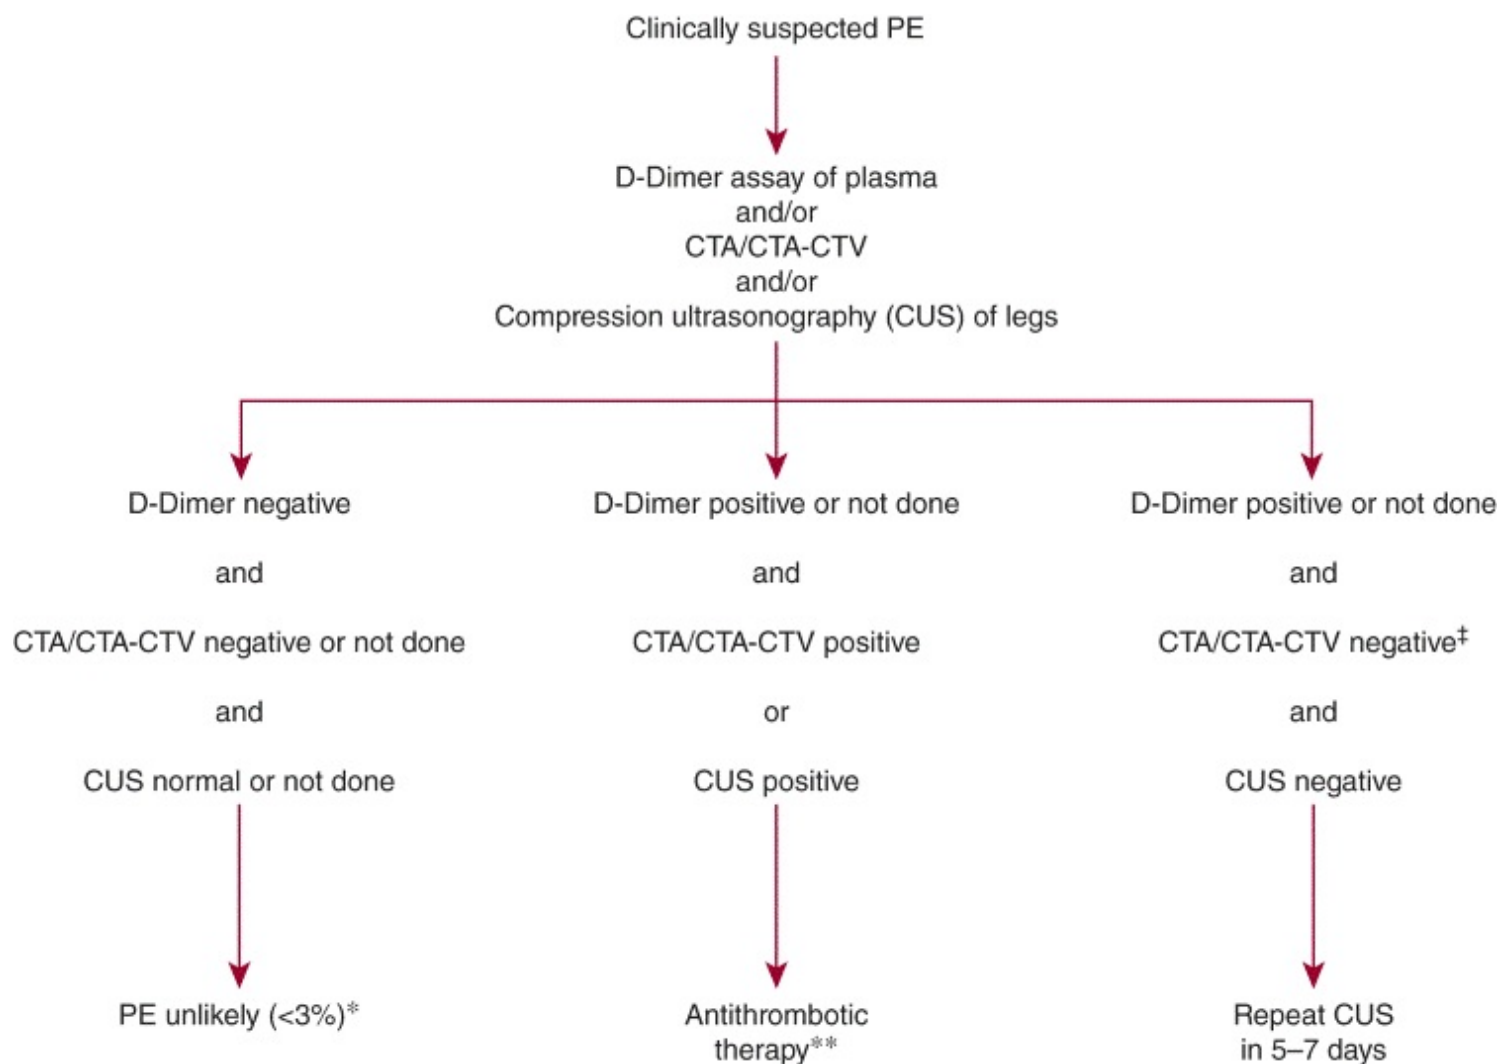 Clinically suspected PE
D-Dimer assay of plasma
and/or
CTA/CTA-CTV
and/or
Compression ultrasonography (CUS) of legs
D-Dimer negative
and
CTA/CTA-CTV negative or not done
and
CUS normal or not done
PE unlikely (<3%)*
D-Dimer positive or not done
and
CTA/CTA-CTV positive
or
CUS positive
Antithrombotic
therapy**
D-Dimer positive or not done
and
CTA/CTA-CTV negative‡
and
CUS negative
Repeat CUS
in 5–7 days